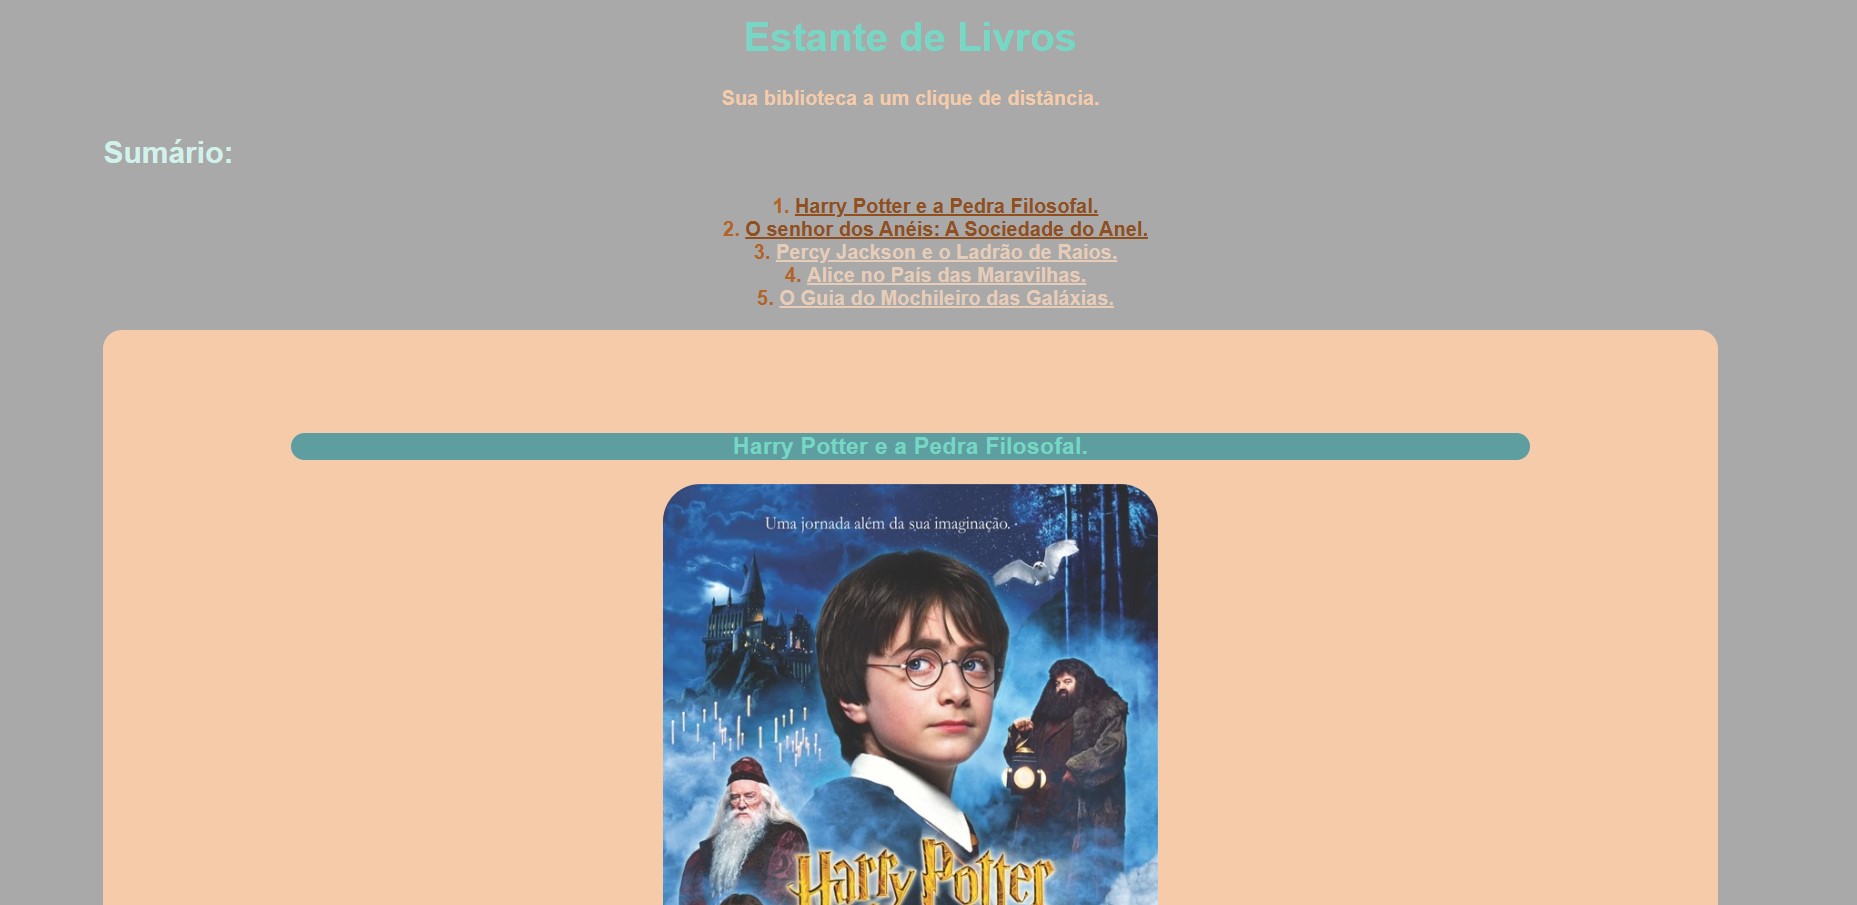 Estante de Livros
Sua biblioteca a um clique de distância.
Sumário:
1. Harry Potter e a Pedra Filosofal.
2. O senhor dos Anéis: A Sociedade do Anel.
3. Percy Jackson e o Ladrão de Raios.
4. Alice no País das Maravilhas.
5. O Guia do Mochileiro das Galáxias.
Harry Potter e a Pedra Filosofal.
Uma jornada além da sua imaginação.
Harry Potter